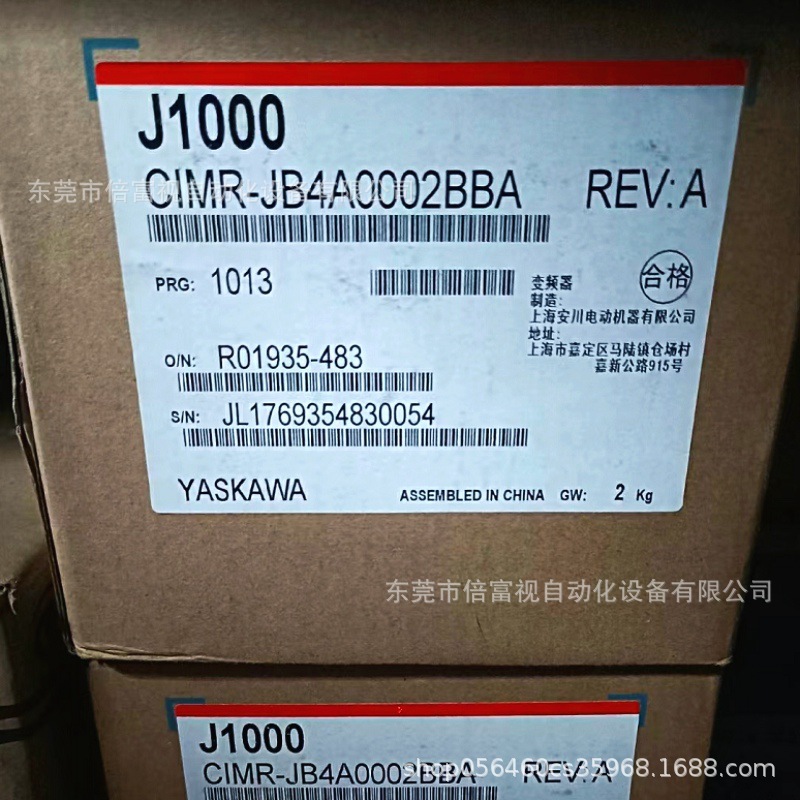 J1000
CIMR-JB4A0002BBA REV: A
东莞市倍富视自动化设备有限公司
PRG: 1013
合格
变频器
制造:
上海安川电动机器有限公司
地址:
上海市嘉定区马陆镇仓场村
嘉新公路915号
O/N: R01935-483
S/N: JL1769354830054
YASKAWA ASSEMBLED IN CHINA GW: 2 Kg
东莞市倍富视自动化设备有限公司
J1000
CIMR-JB4A0002BBA REV: A
shop056460cs35968.1688.com